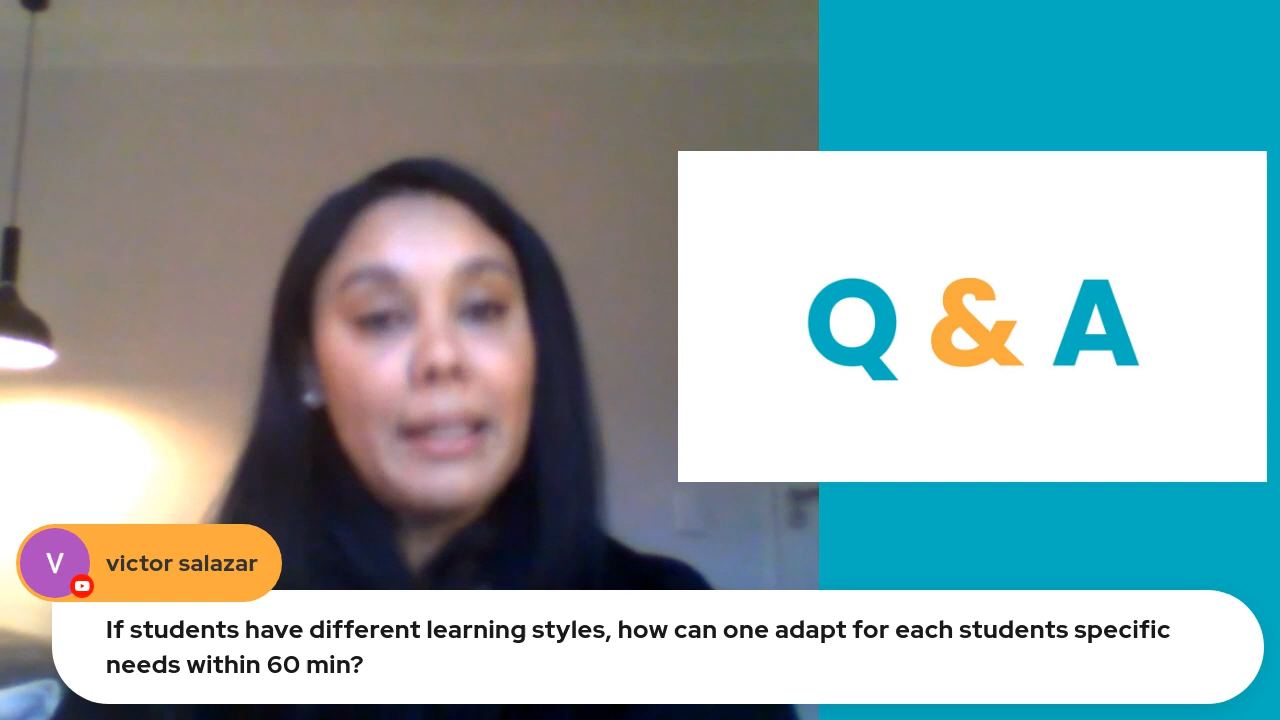 Q & A
V
victor salazar
If students have different learning styles, how can one adapt for each students specific
needs within 60 min?